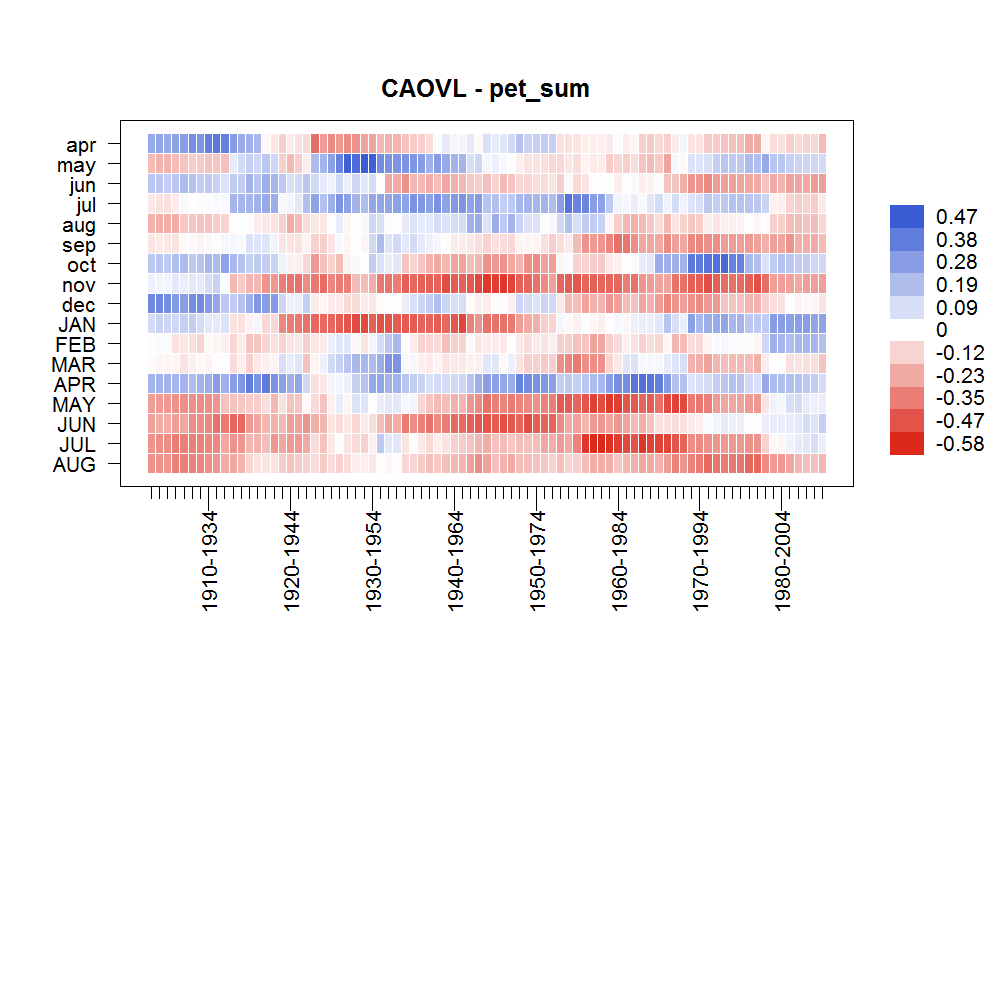 CAOVL - pet_sum
apr
may
jun
jul
aug
sep
oct
nov
dec
JAN
FEB
MAR
APR
MAY
JUN
JUL
AUG
0.47
0.38
0.28
0.19
0.09
0
-0.12
-0.23
-0.35
-0.47
-0.58
1910-1934
1920-1944
1930-1954
1940-1964
1950-1974
1960-1984
1970-1994
1980-2004